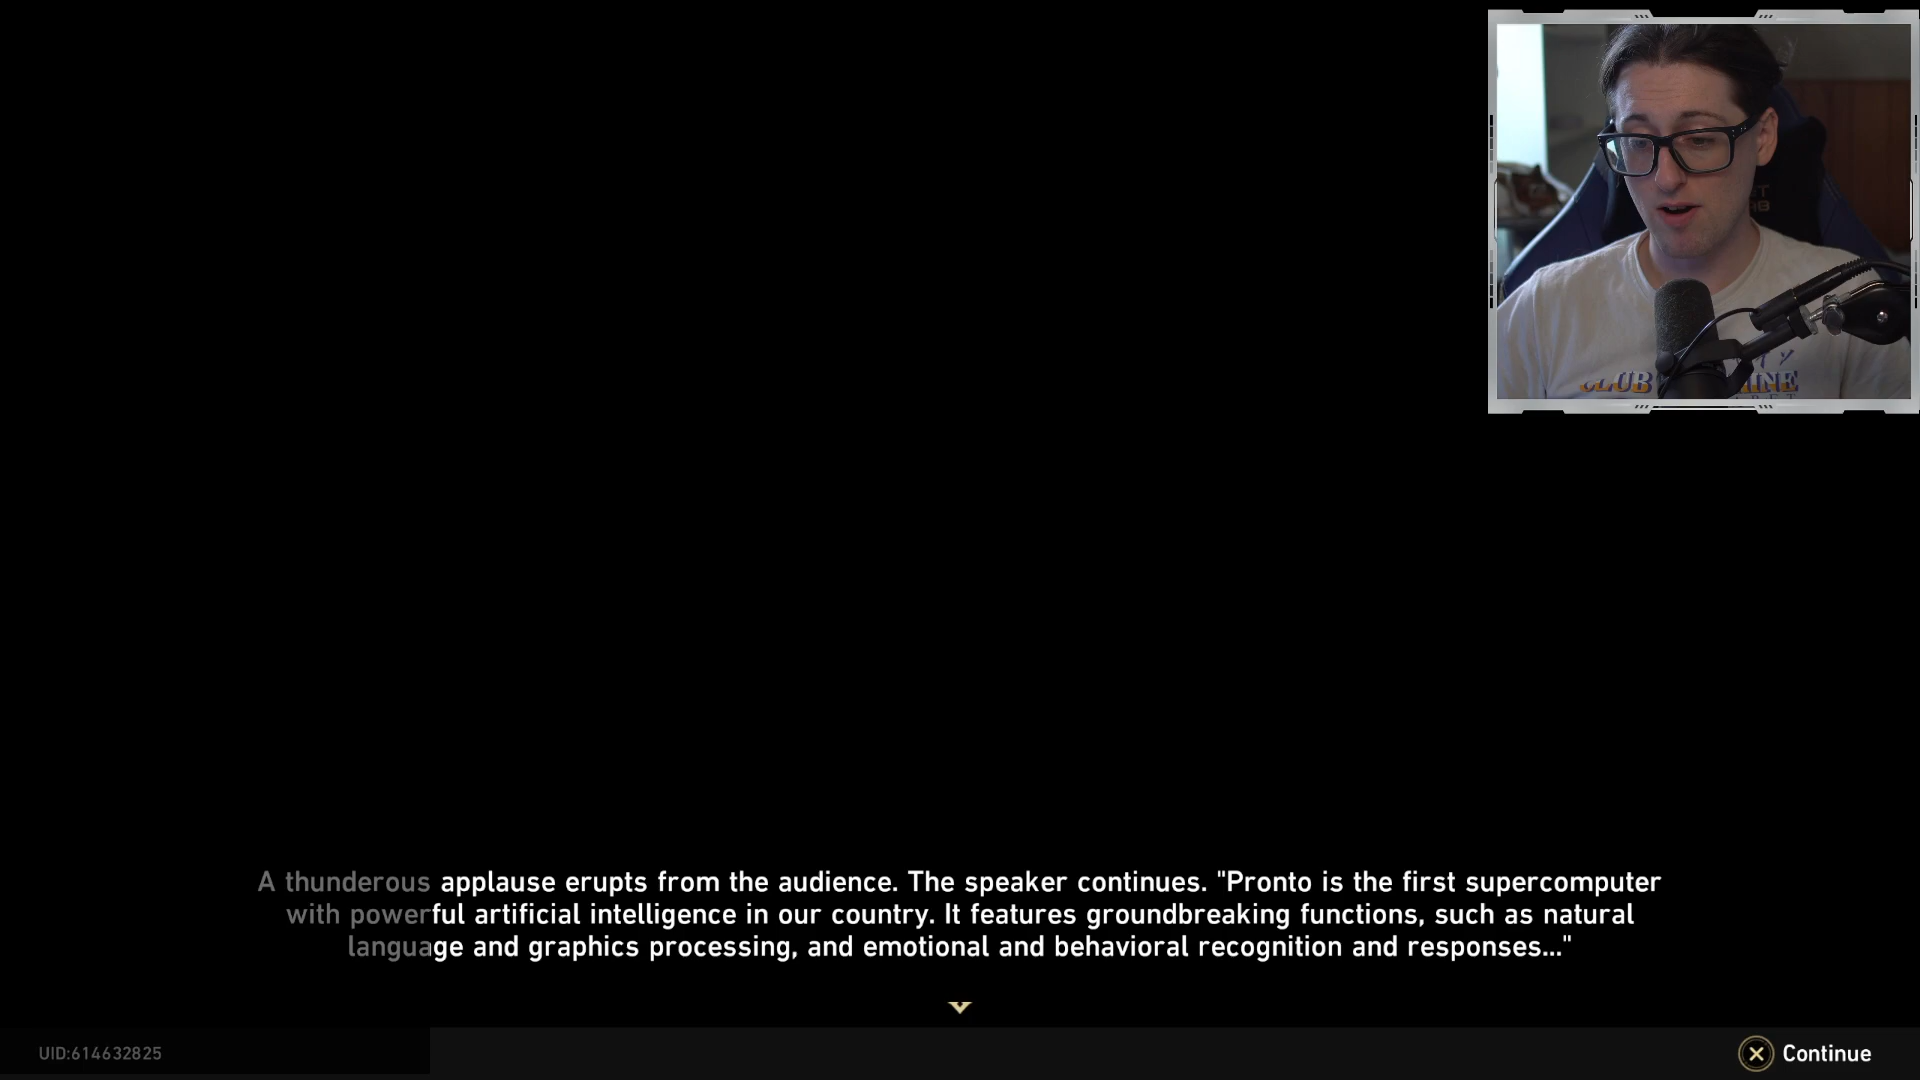 CLUB
A thunderous applause erupts from the audience. The speaker continues. "Pronto is the first supercomputer
with powerful artificial intelligence in our country. It features groundbreaking functions, such as natural
language and graphics processing, and emotional and behavioral recognition and responses..."
UID:614632825
Continue